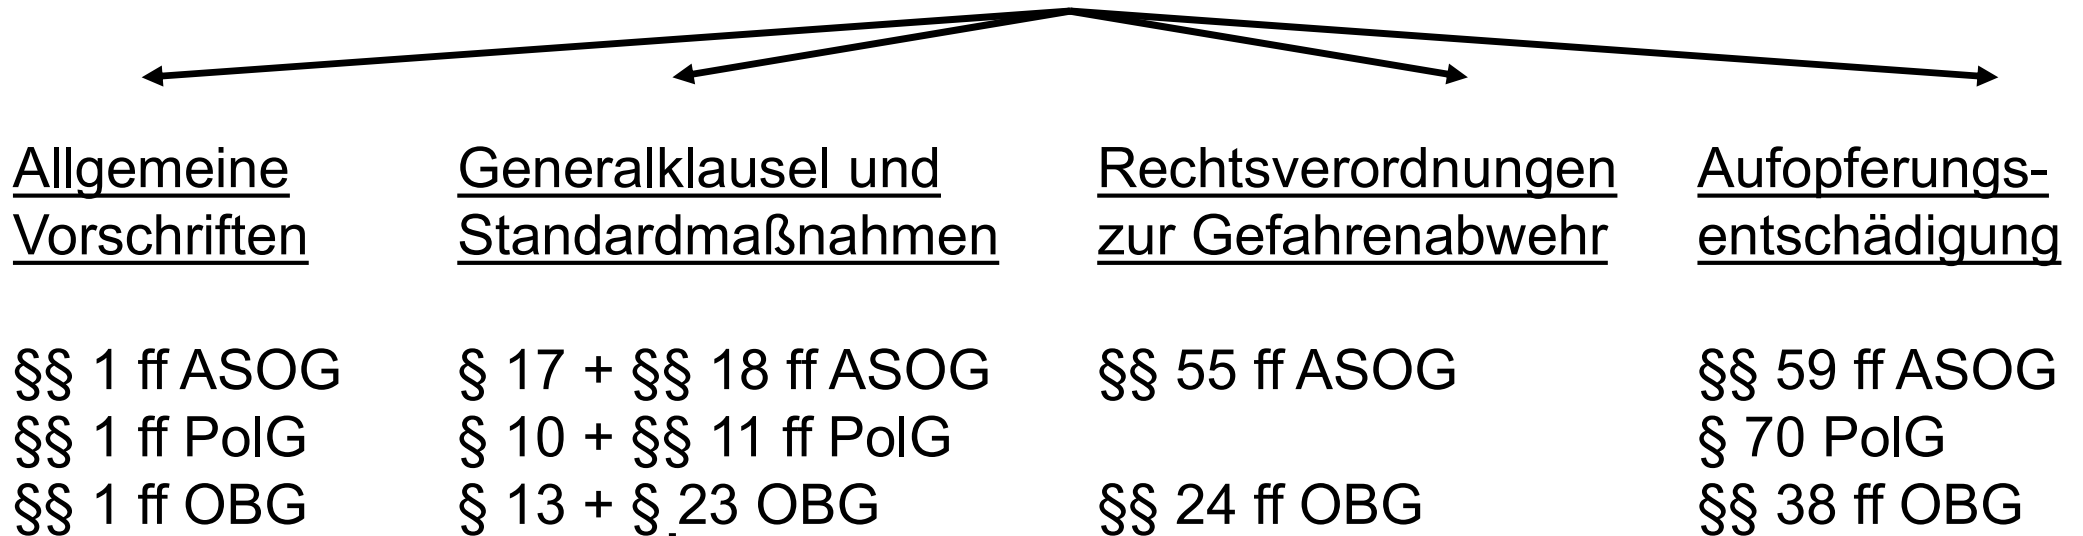 Allgemeine
Vorschriften
§§ 1 ff ASOG
§§ 1 ff PolG
§§ 1 ff OBG
Generalklausel und
Standardmaßnahmen
§ 17 + §§ 18 ff ASOG
§ 10 + §§ 11 ff PolG
§ 13 + § 23 OBG
Rechtsverordnungen
zur Gefahrenabwehr
§§ 55 ff ASOG
§§ 24 ff OBG
Aufopferungs-
entschädigung
§§ 59 ff ASOG
§ 70 PolG
§§ 38 ff OBG